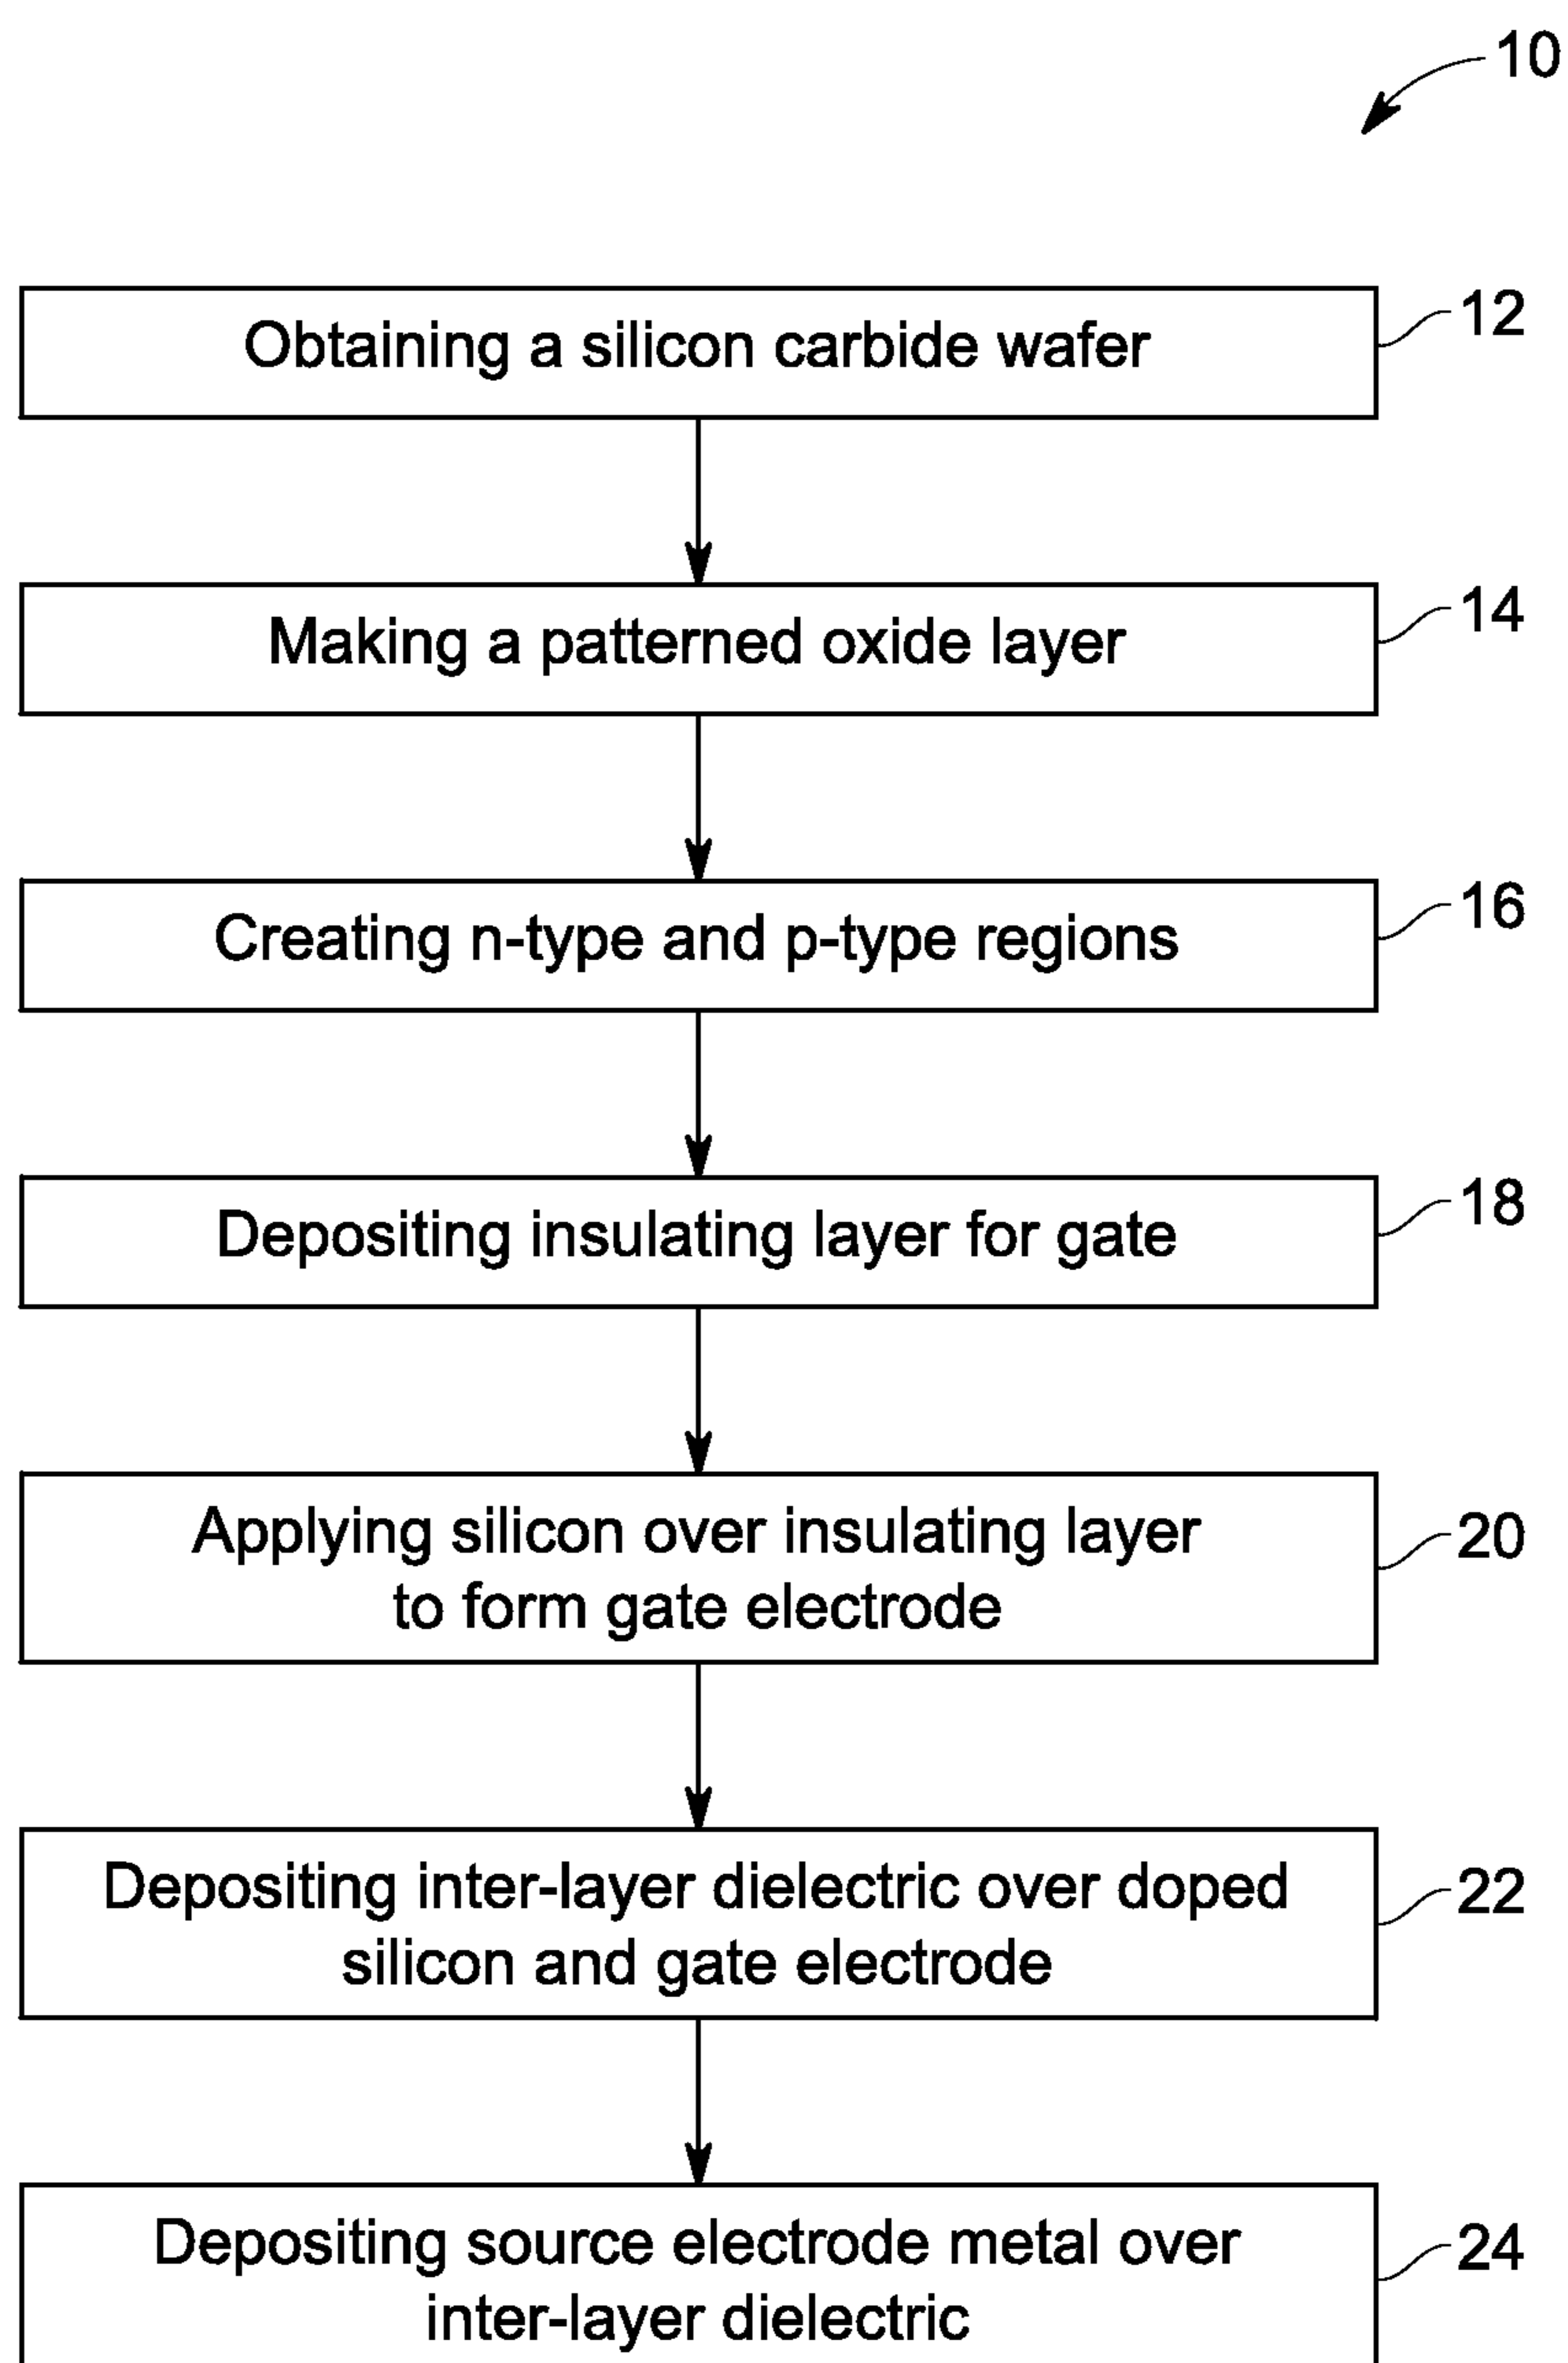 10
Obtaining a silicon carbide wafer
12
Making a patterned oxide layer
14
Creating n-type and p-type regions
16
Depositing insulating layer for gate
18
Applying silicon over insulating layer
to form gate electrode
20
Depositing inter-layer dielectric over doped
silicon and gate electrode
22
Depositing source electrode metal over
inter-layer dielectric
24